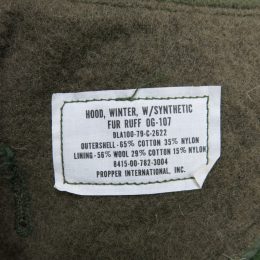 HOOD, WINTER, W/SYNTHETIC
FUR RUFF OG-107
DLA100-79-C-2622
OUTERSHELL-65% COTTON 35% NYLON
LINING-56% WOOL 29% COTTON 15% NYLON
8415-00-782-3004
PROPPER INTERNATIONAL, INC.